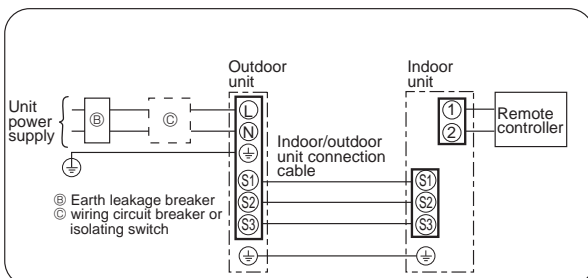 Outdoor
unit
Indoor
unit
Unit
power
supply
Ⓑ
Ⓒ
L
N
1
2
Remote
controller
Indoor/outdoor
unit connection
cable
S1
S2
S3
S1
S2
S3
Ⓑ Earth leakage breaker
Ⓒ wiring circuit breaker or
isolating switch